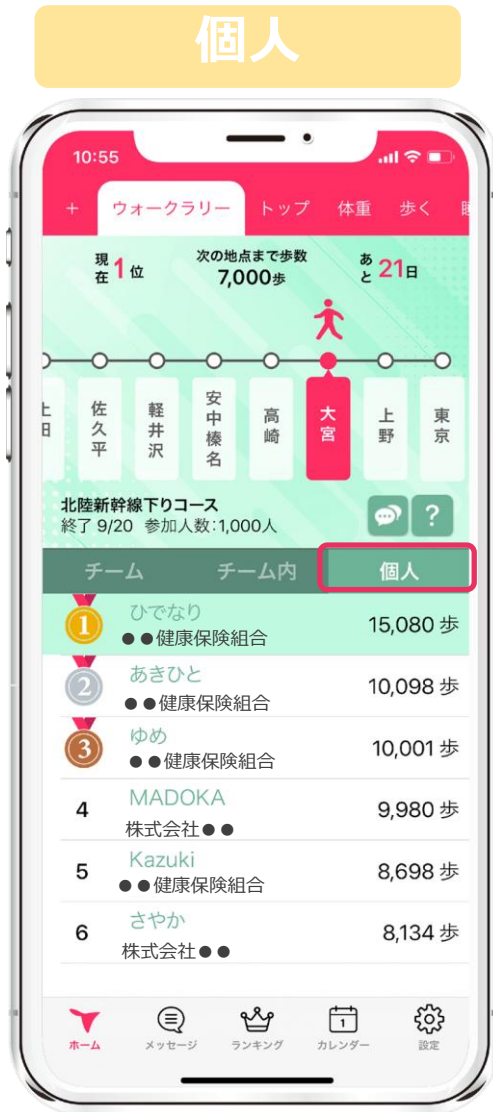 個人
10:55
+ ウォークラリー トップ 体重 歩く
現在1位 次の地点まで歩数 7,000歩 あと21日
佐久平 軽井沢 安中榛名 高崎 大宮 上野 東京
北陸新幹線下りコース
終了 9/20 参加人数:1,000人
?
チーム チーム内 個人
1 ひでなり 15,080 歩
●●健康保険組合
2 あきひと 10,098 歩
●●健康保険組合
3 ゆめ 10,001 歩
●●健康保険組合
4 MADOKA 9,980 歩
株式会社●●
5 Kazuki 8,698 歩
●●健康保険組合
6 さやか 8,134 歩
株式会社●●
1
ホーム メッセージ ランキング カレンダー 設定